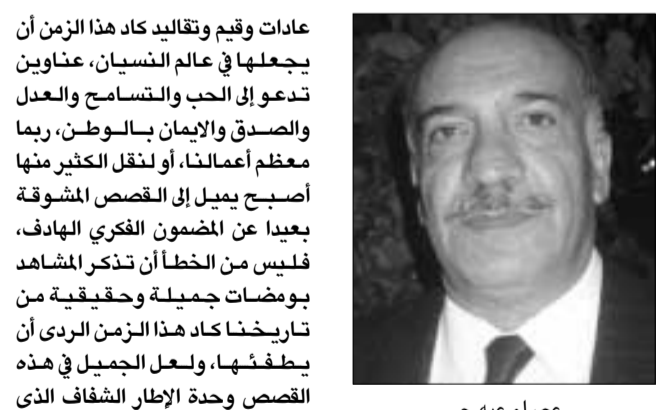 عادات وقيم وتقاليد كاد هذا الزمن أن
يجعلها في عالم النسيان، عناوين
تدعو إلى الحب والتسامح والعدل
والصدق والايمان بالوطن، ربما
معظم أعمالنا، أو لنقل الكثير منها
أصبح يميل إلى القصص المشوقة
بعيدا عن المضمون الفكري الهادف،
فليس من الخطأ أن تذكر المشاهد
بومضات جميلة وحقيقية من
تاريخنا كاد هذا الزمن الردى أن
يطفئها، ولعل الجميل في هذه
القصص وحدة الإطار الشفاف الذى